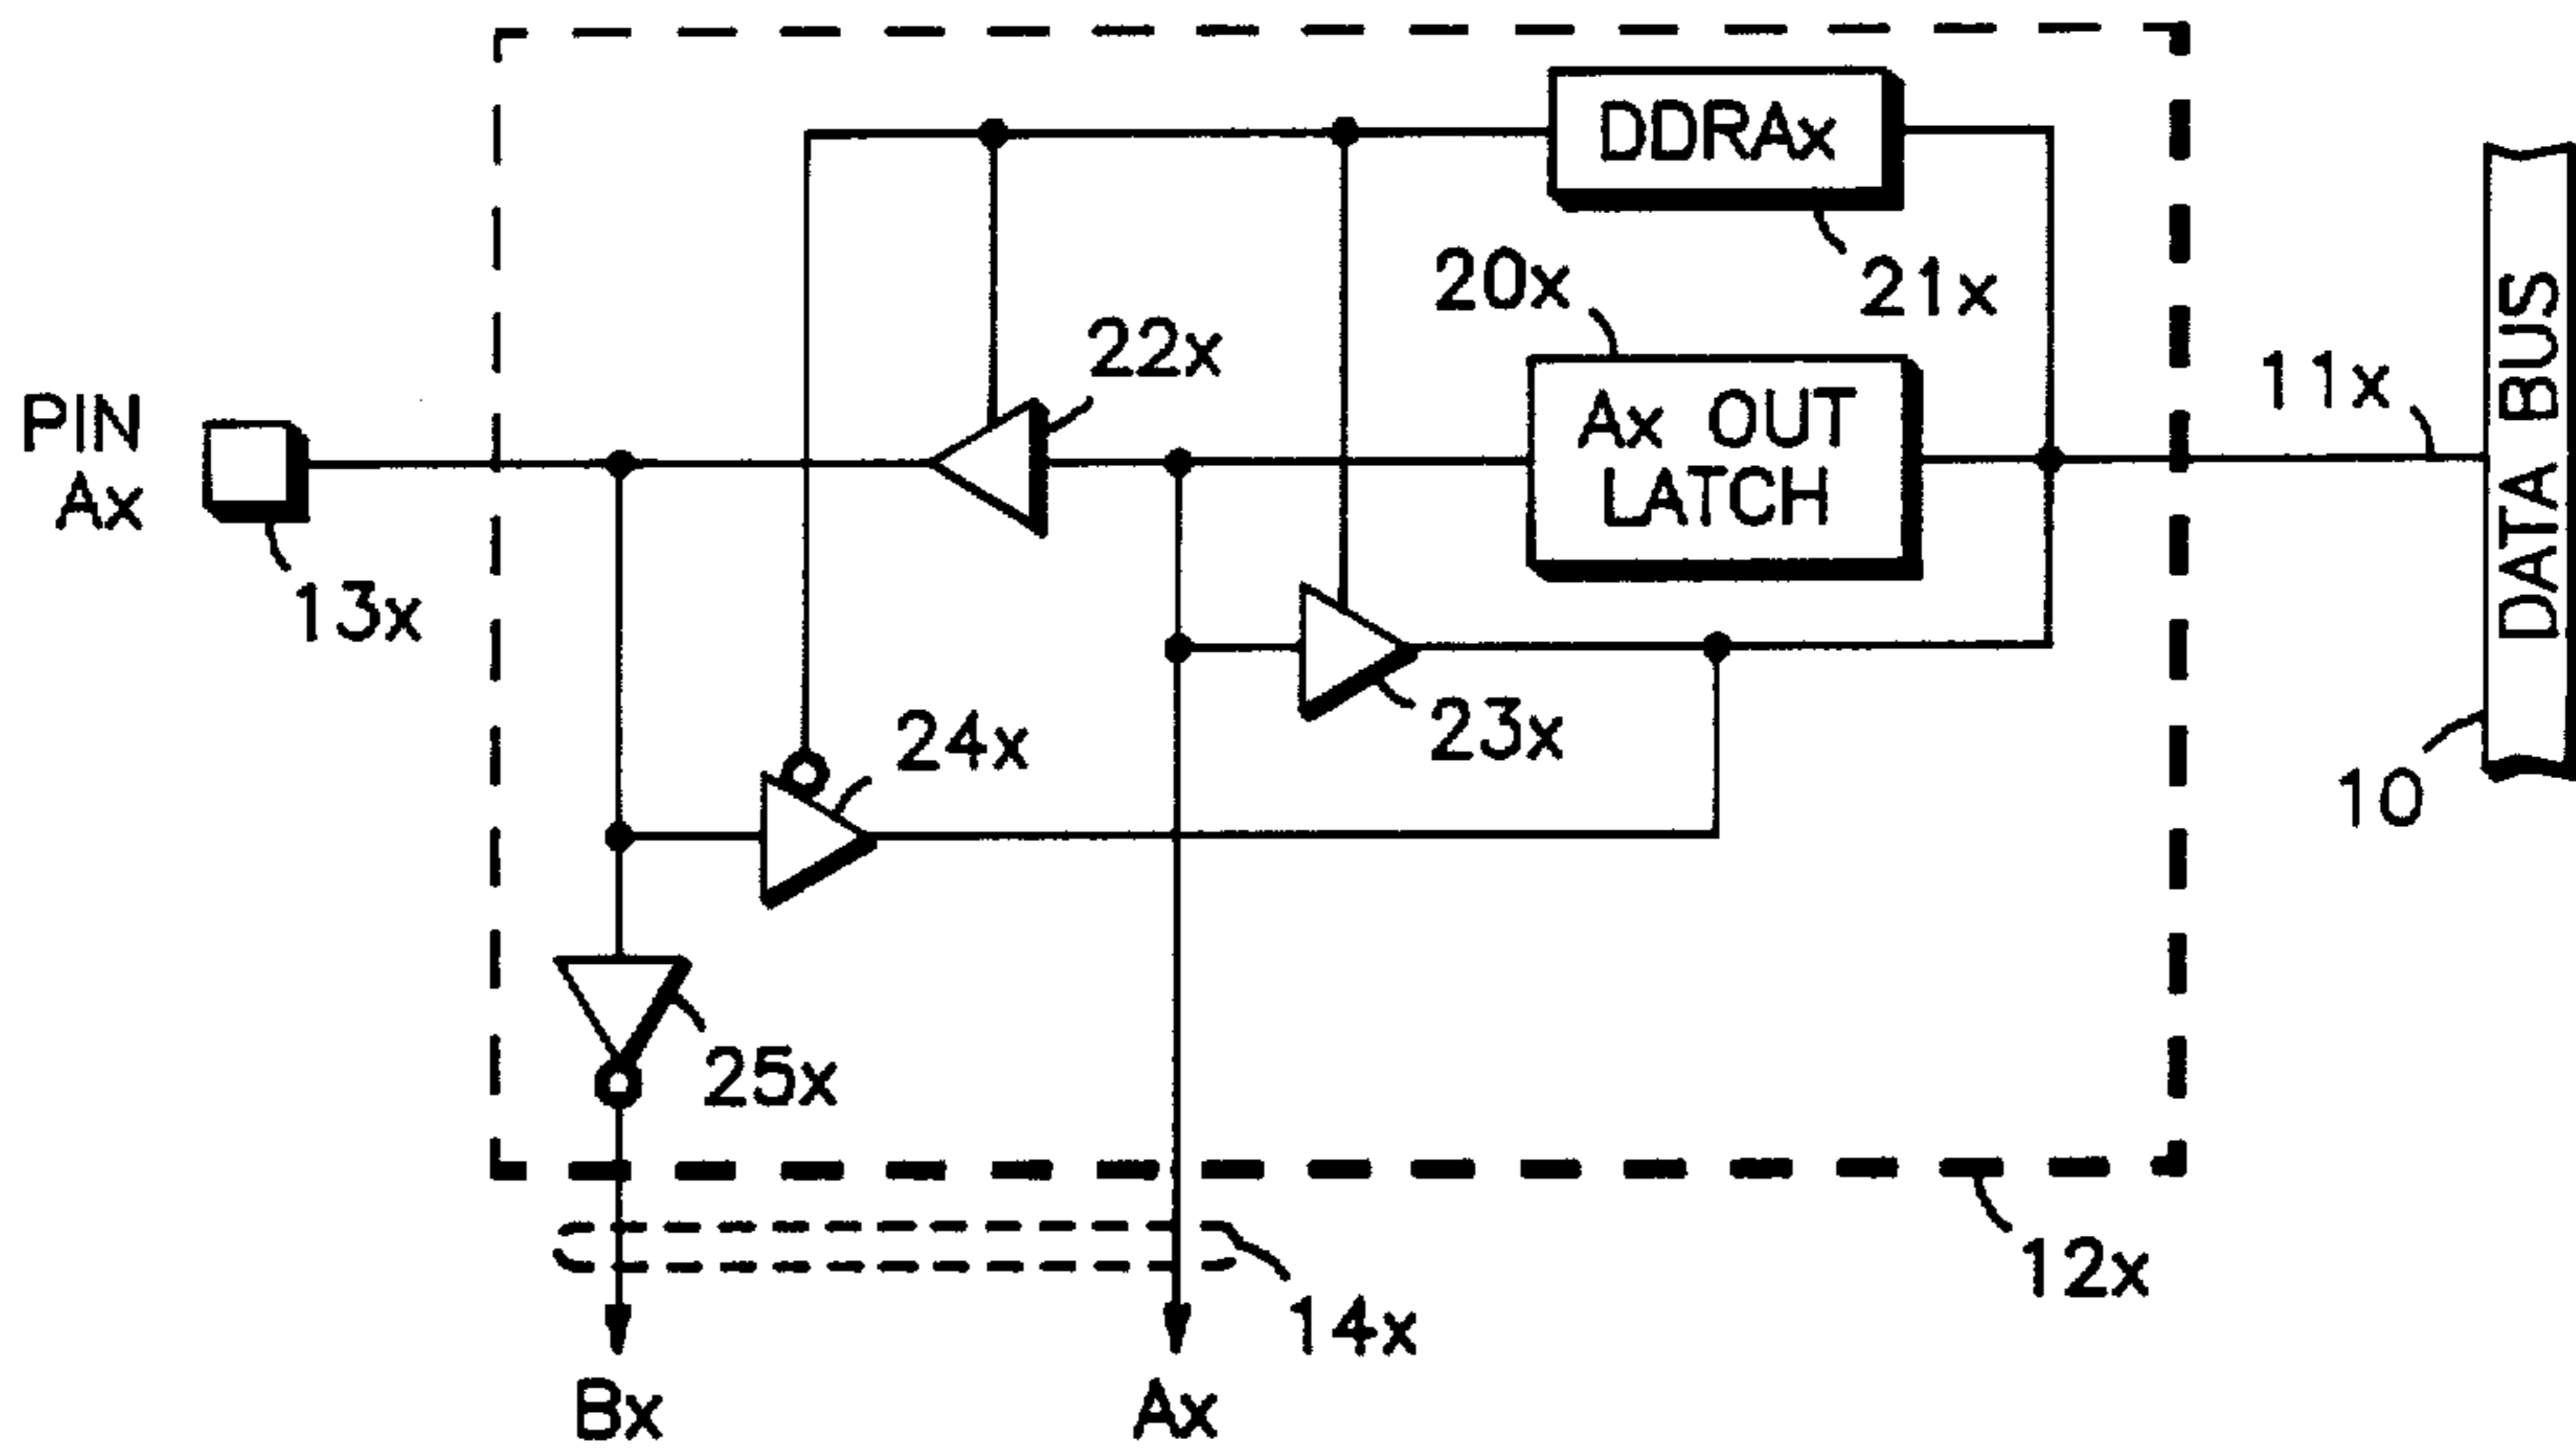 DDRAx
21x
20x
22x
Ax OUT
LATCH
11x
DATA BUS
PIN
Ax
13x
23x
24x
10
25x
12x
14x
Bx
Ax